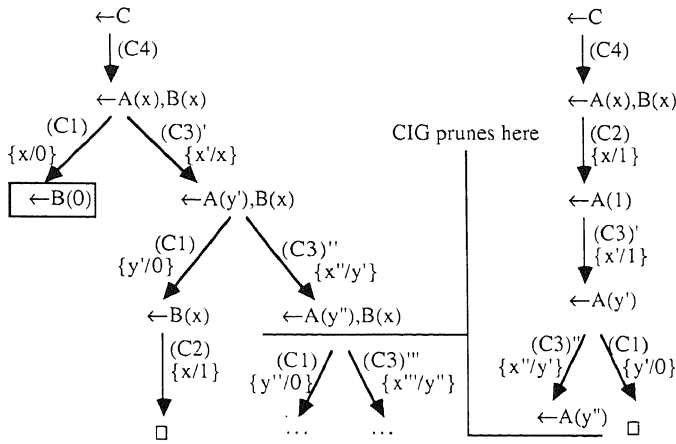 ←C
(C4)
←A(x),B(x)
(C1)
{x/0}
(C3)'
{x'/x}
←B(0)
←A(y'),B(x)
(C1)
{y'/0}
(C3)''
{x''/y'}
←B(x)
←A(y''),B(x)
(C2)
{x/1}
(C1)
{y''/0}
(C3)'''
{x'''/y''}
□
...
...
CIG prunes here
←C
(C4)
←A(x),B(x)
(C2)
{x/1}
←A(1)
(C3)'
{x'/1}
←A(y')
(C3)''
{x''/y'}
(C1)
{y'/0}
←A(y'')
□